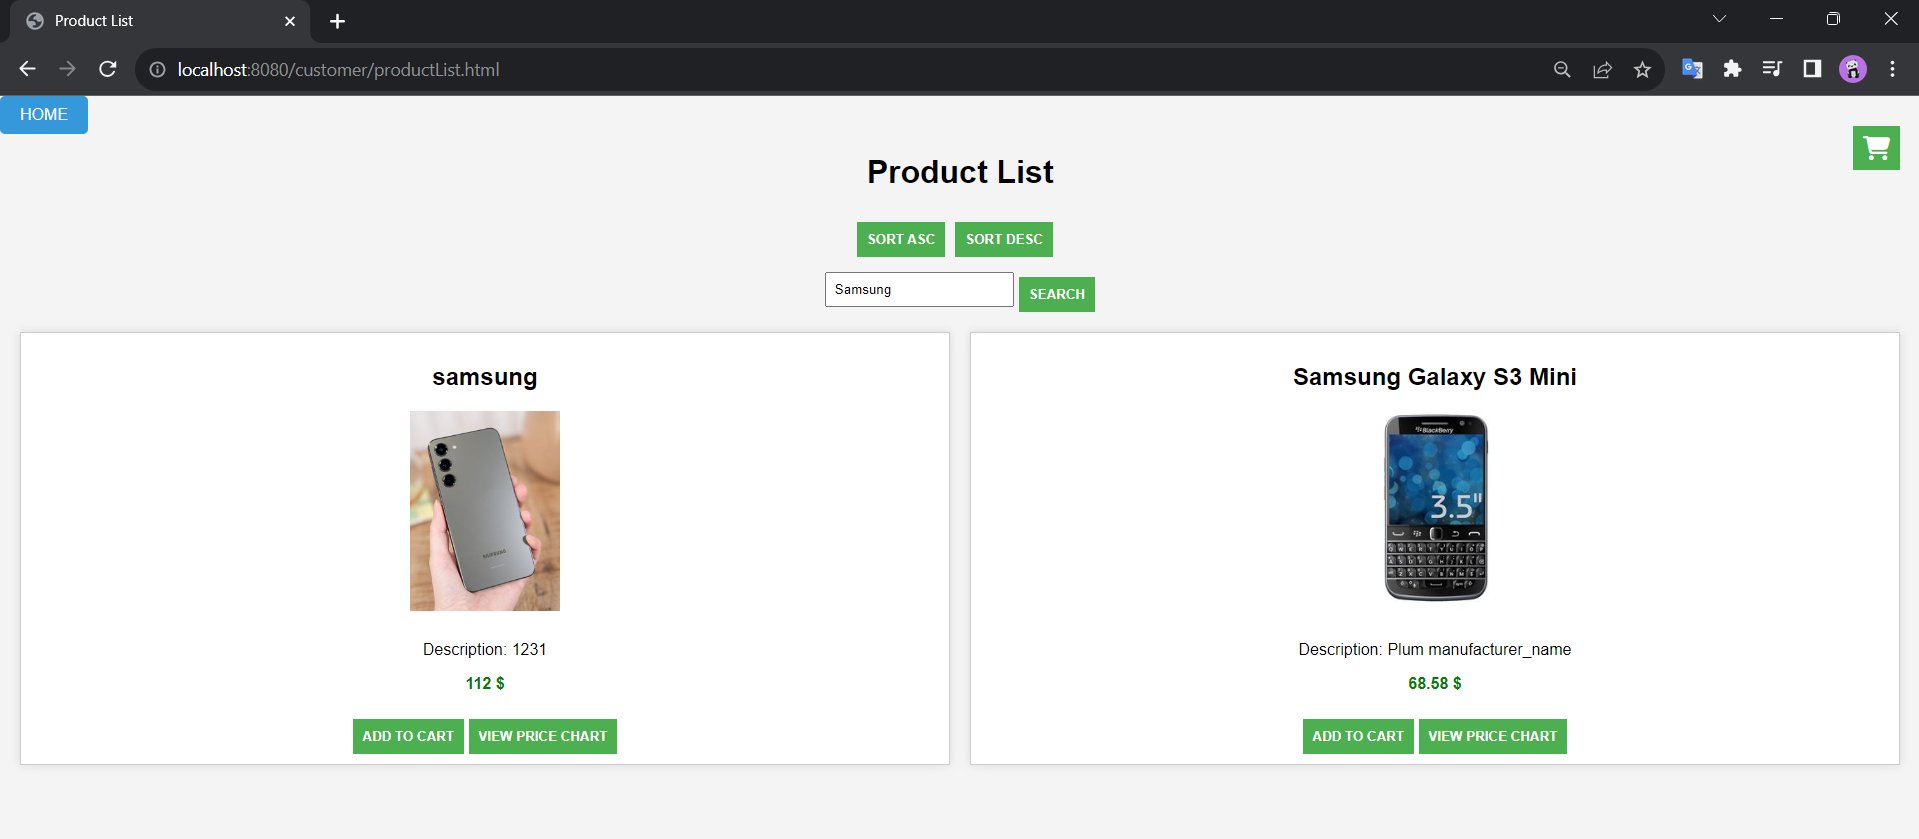 Product List
localhost:8080/customer/productList.html
HOME
Product List
SORT ASC SORT DESC
Samsung SEARCH
samsung
SAMSUNG
Description: 1231
112 $
ADD TO CART VIEW PRICE CHART
Samsung Galaxy S3 Mini
BlackBerry
3.5"
Description: Plum manufacturer_name
68.58 $
ADD TO CART VIEW PRICE CHART